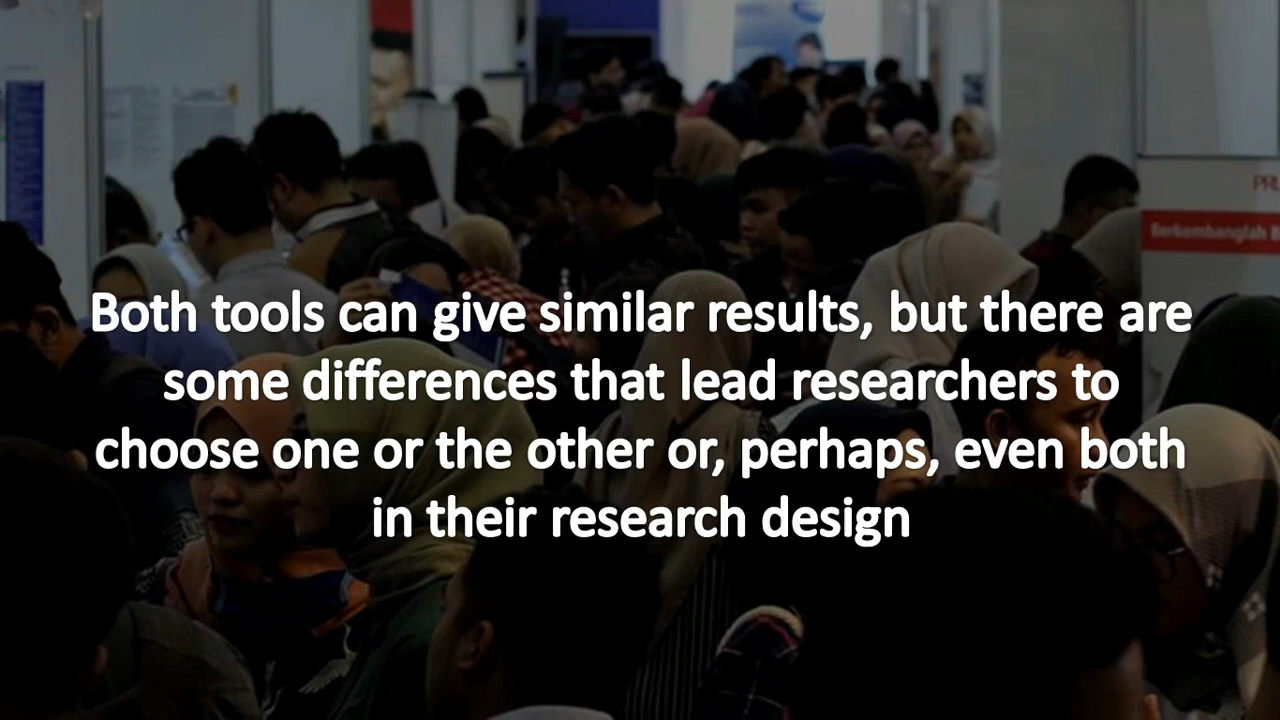 PRU
Berkembanglah B
Both tools can give similar results, but there are
some differences that lead researchers to
choose one or the other or, perhaps, even both
in their research design